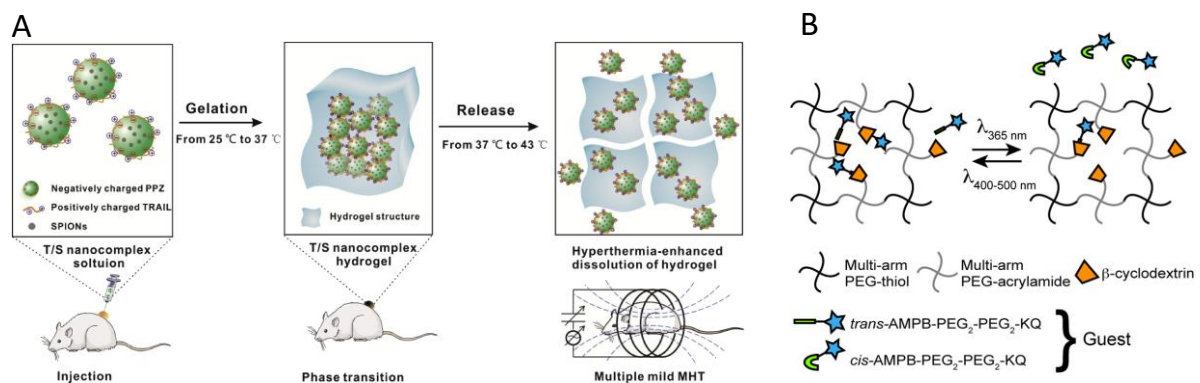 A
Gelation
From 25 ℃ to 37 ℃
Release
From 37 ℃ to 43 ℃
Negatively charged PPZ
Positively charged TRAIL
SPIONs
Hydrogel structure
T/S nanocomplex
soltuion
T/S nanocomplex
hydrogel
Hyperthermia-enhanced
dissolution of hydrogel
Injection
Phase transition
Multiple mild MHT
B
λ365 nm
λ400-500 nm
Multi-arm
PEG-thiol
Multi-arm
PEG-acrylamide
β-cyclodextrin
trans-AMPB-PEG2-PEG2-KQ
cis-AMPB-PEG2-PEG2-KQ
Guest